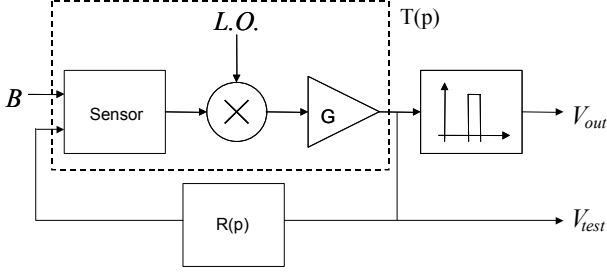 L.O.
T(p)
B
Sensor
G
V_out
R(p)
V_test